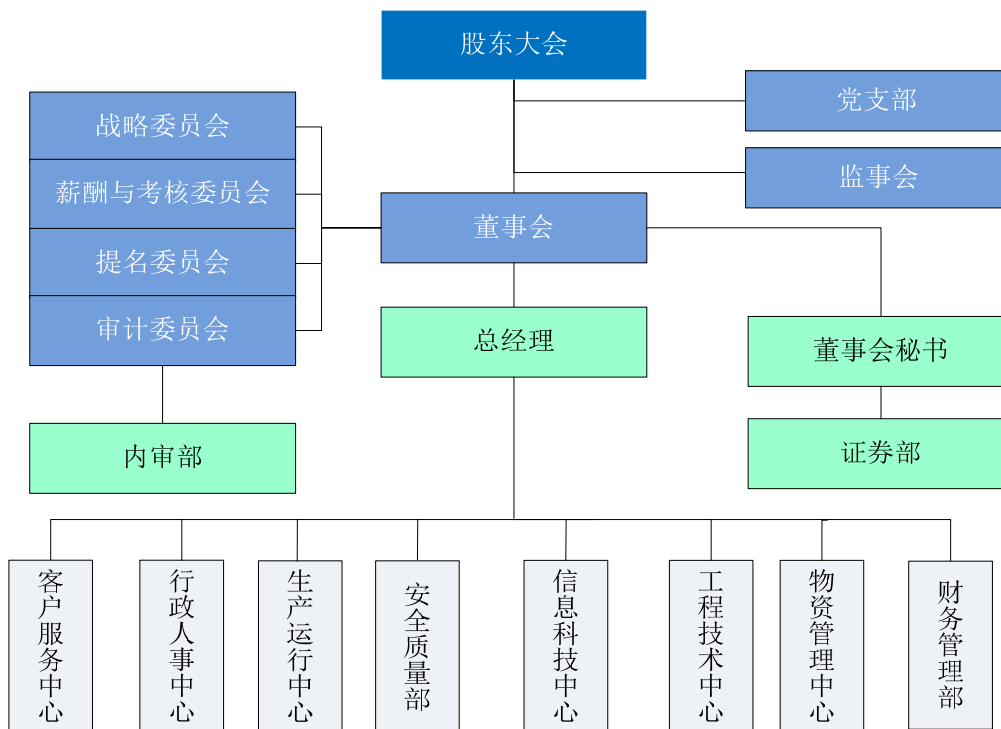 股东大会
党支部
战略委员会
监事会
薪酬与考核委员会
董事会
提名委员会
审计委员会
总经理
董事会秘书
内审部
证券部
客户服务中心
行政人事中心
生产运行中心
安全质量部
信息科技中心
工程技术中心
物资管理中心
财务管理部